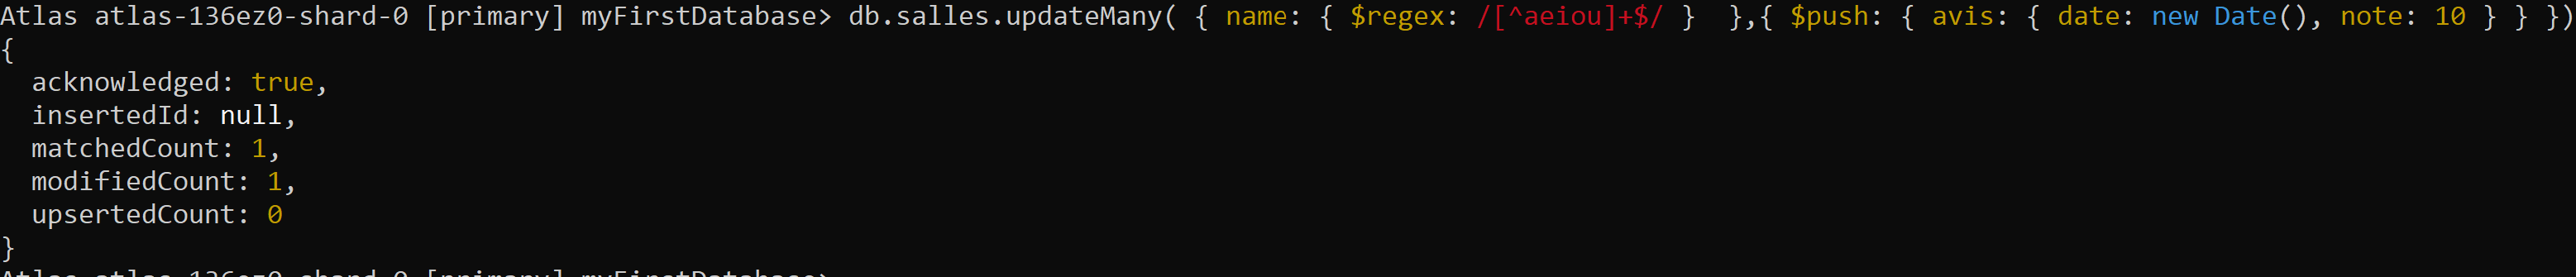 Atlas atlas-136ez0-shard-0 [primary] myFirstDatabase> db.salles.updateMany( { name: { $regex: /[^aeiou]+$/ }  },{ $push: { avis: { date: new Date(), note: 10 } } })
{
  acknowledged: true,
  insertedId: null,
  matchedCount: 1,
  modifiedCount: 1,
  upsertedCount: 0
}
Atlas atlas-136ez0-shard-0 [primary] myFirstDatabase>